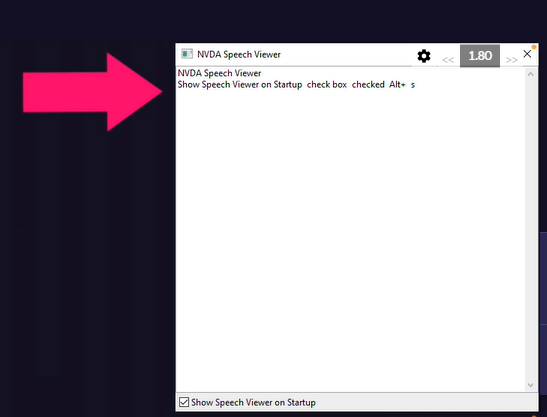 NVDA Speech Viewer
<< 1.80 >>
NVDA Speech Viewer
Show Speech Viewer on Startup check box checked Alt+ s
Show Speech Viewer on Startup